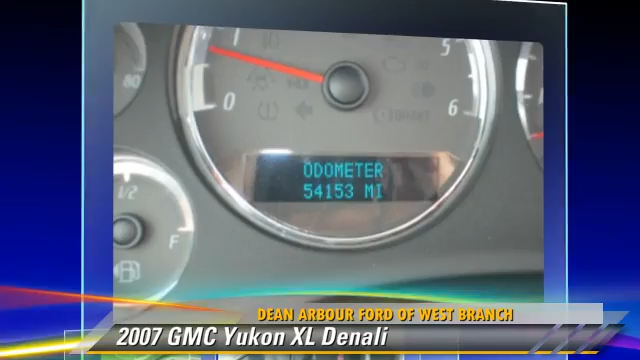 80
1
5
0
6
ODOMETER
54153 MI
1/2
F
DEAN ARBOUR FORD OF WEST BRANCH
2007 GMC Yukon XL Denali